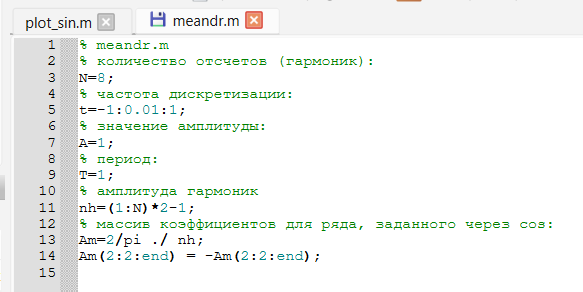 plot_sin.m meandr.m
1 % meandr.m
2 % количество отсчетов (гармоник):
3 N=8;
4 % частота дискретизации:
5 t=-1:0.01:1;
6 % значение амплитуды:
7 A=1;
8 % период:
9 T=1;
10 % амплитуда гармоник
11 nh=(1:N)*2-1;
12 % массив коэффициентов для ряда, заданного через cos:
13 Am=2/pi ./ nh;
14 Am(2:2:end) = -Am(2:2:end);
15